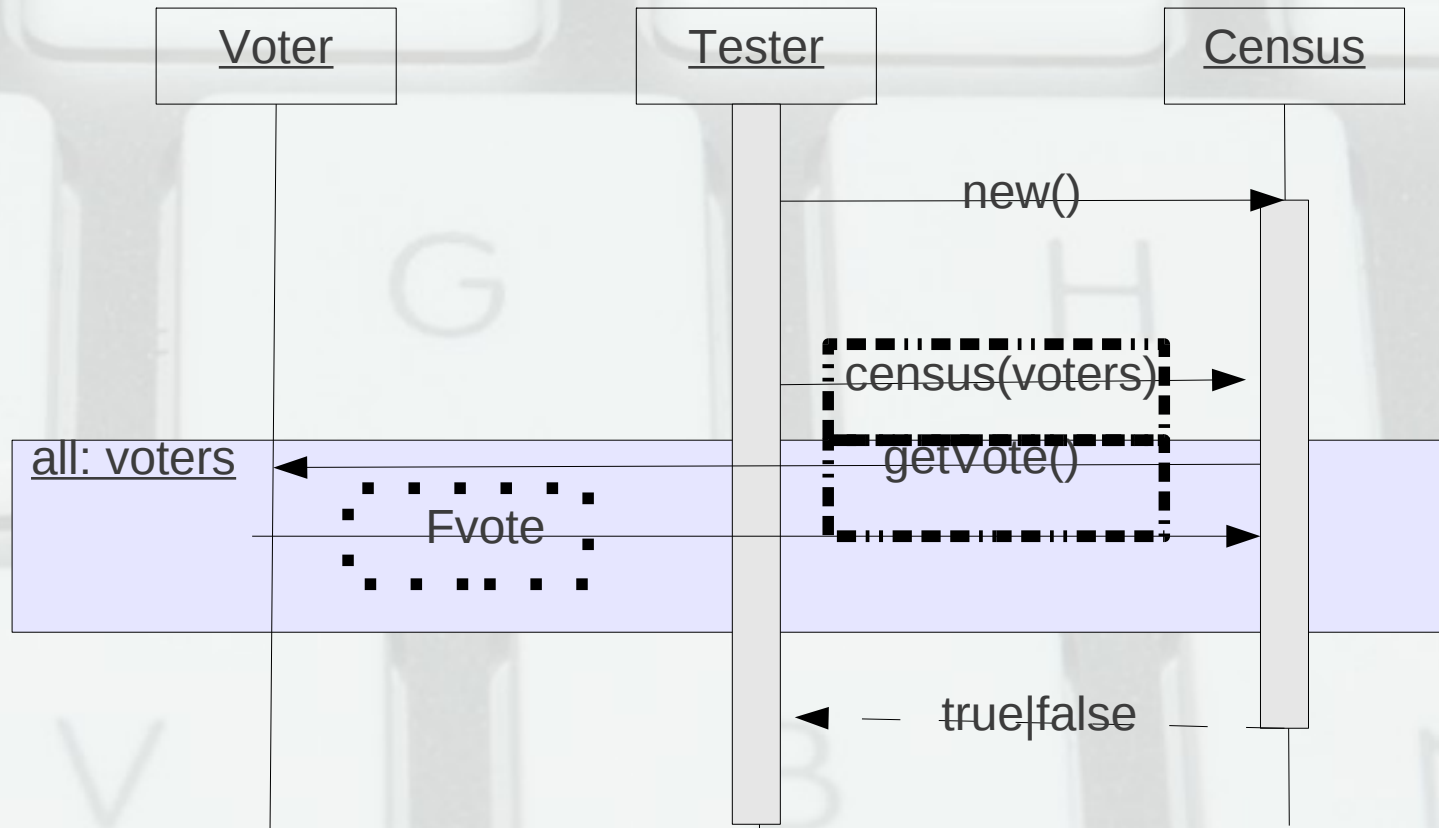 Voter
Tester
Census
G
H
new()
census(voters)
all: voters
getVote()
Fvote
true|false
V
B